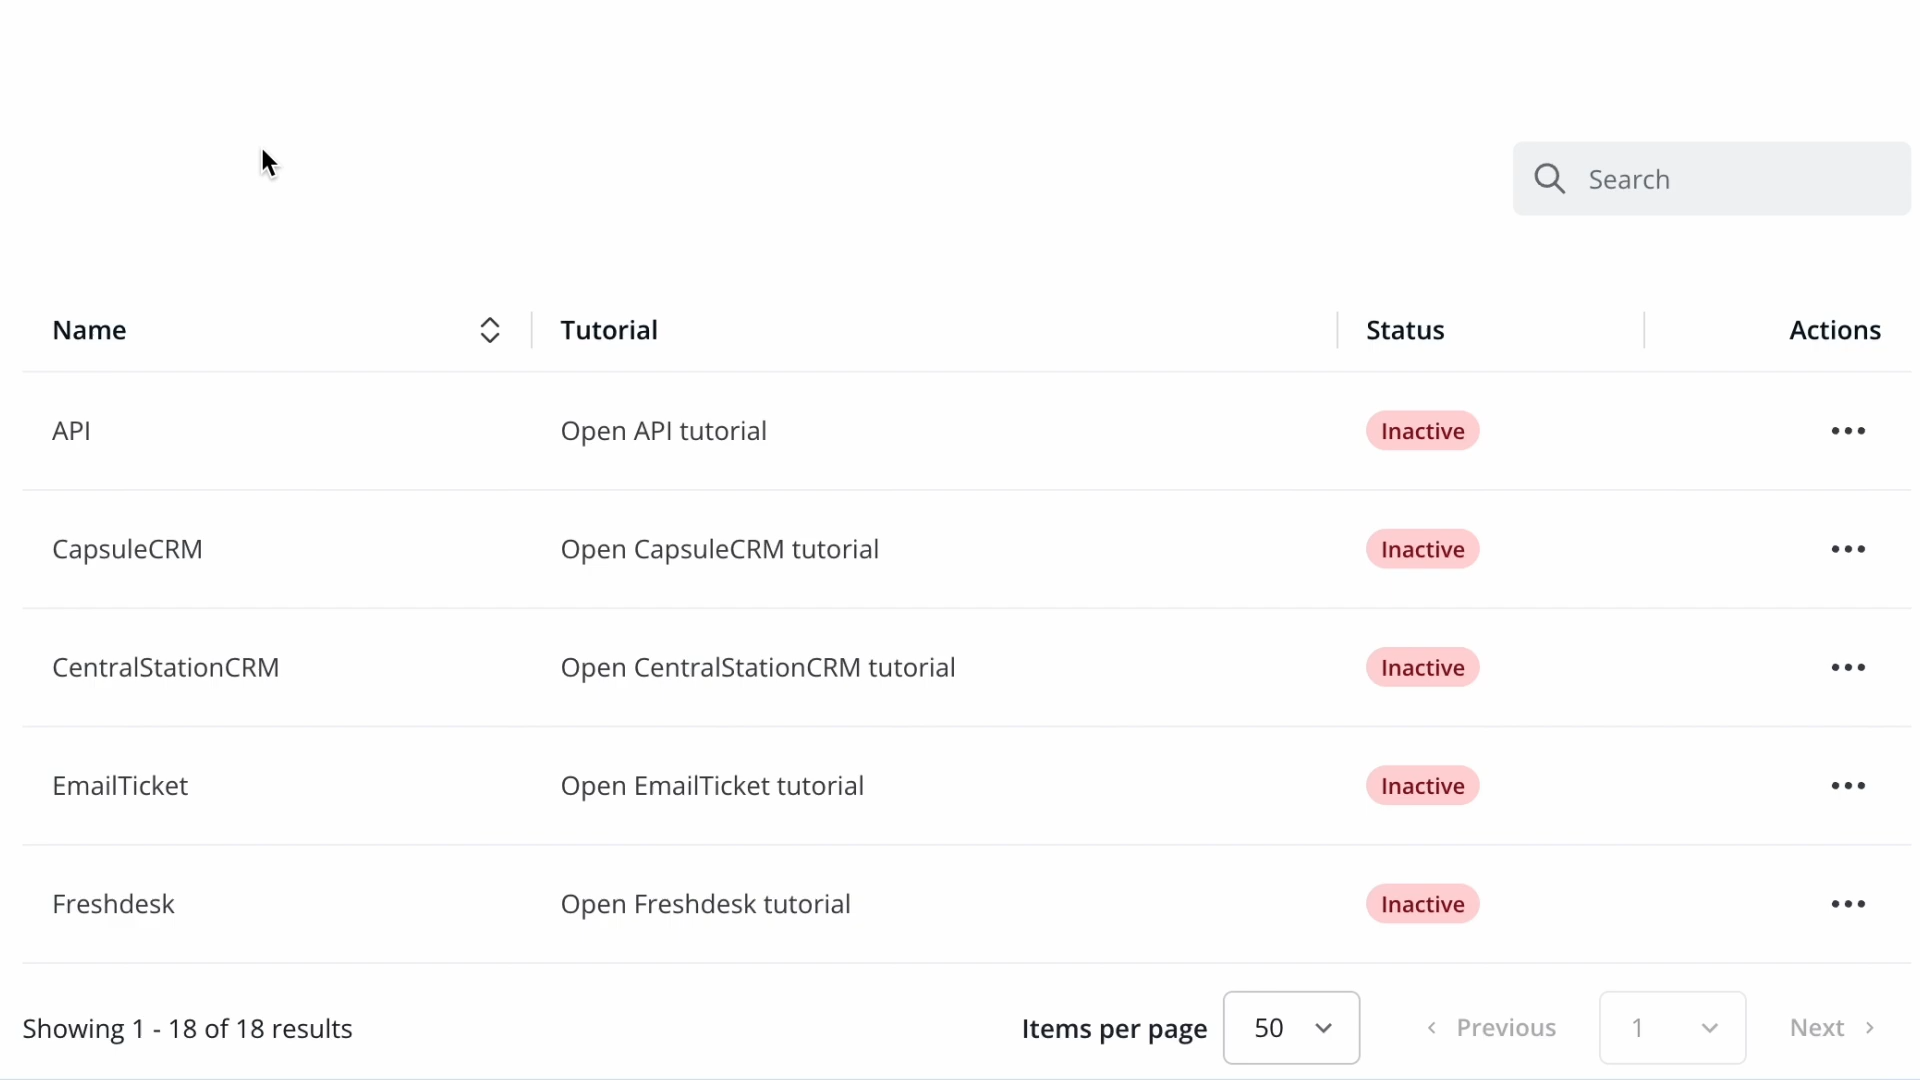 Search
Name Tutorial Status Actions
API Open API tutorial Inactive
CapsuleCRM Open CapsuleCRM tutorial Inactive
CentralStationCRM Open CentralStationCRM tutorial Inactive
EmailTicket Open EmailTicket tutorial Inactive
Freshdesk Open Freshdesk tutorial Inactive
Showing 1 - 18 of 18 results Items per page 50 Previous 1 Next